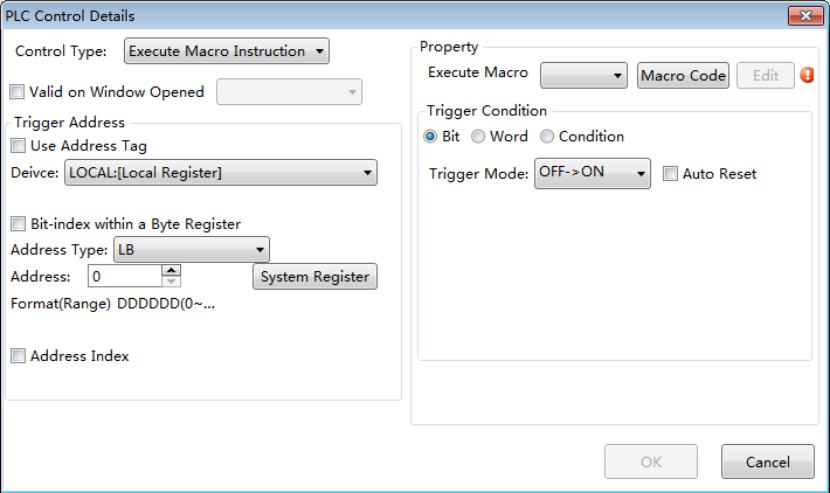 PLC Control Details
Control Type: Execute Macro Instruction
Valid on Window Opened
Trigger Address
Use Address Tag
Deivce: LOCAL:[Local Register]
Bit-index within a Byte Register
Address Type: LB
Address: 0 System Register
Format(Range) DDDDDD(0~...
Address Index
Property
Execute Macro Macro Code Edit
Trigger Condition
Bit Word Condition
Trigger Mode: OFF->ON Auto Reset
OK Cancel